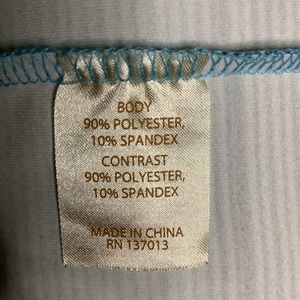 BODY
90% POLYESTER,
10% SPANDEX
CONTRAST
90% POLYESTER,
10% SPANDEX
MADE IN CHINA
RN 137013